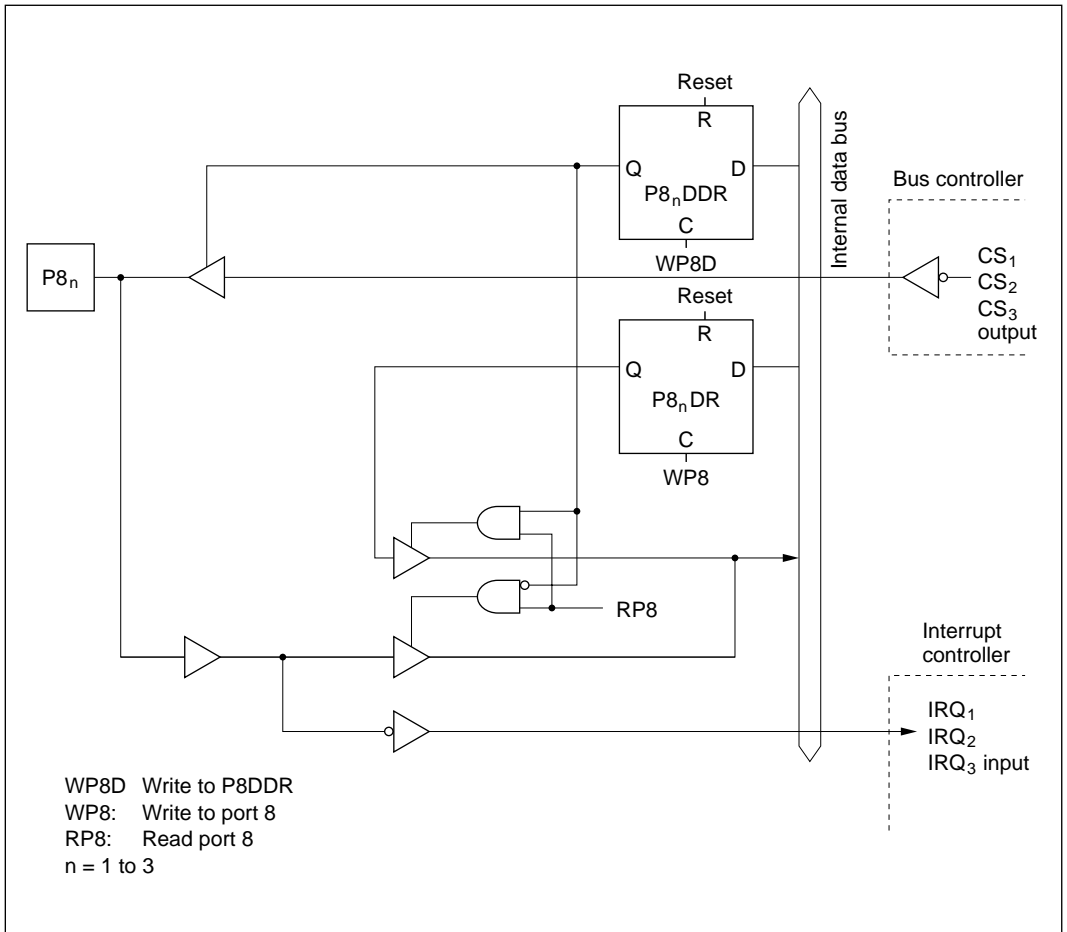 Reset
R
Q
D
P8nDDR
C
WP8D
Internal data bus
Bus controller
CS1
CS2
CS3
output
P8n
Reset
R
Q
D
P8nDR
C
WP8
RP8
Interrupt
controller
IRQ1
IRQ2
IRQ3 input
WP8D Write to P8DDR
WP8: Write to port 8
RP8: Read port 8
n = 1 to 3